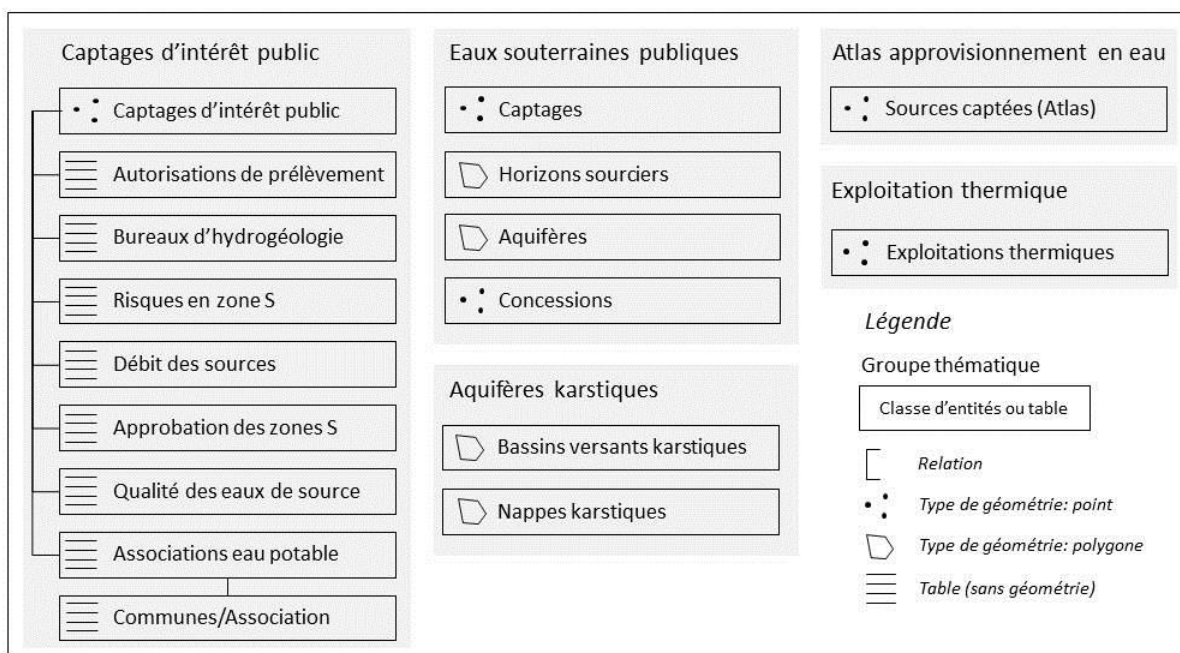 Captages d'intérêt public
Captages d'intérêt public
Autorisations de prélèvement
Bureaux d'hydrogéologie
Risques en zone S
Débit des sources
Approbation des zones S
Qualité des eaux de source
Associations eau potable
Communes/Association
Eaux souterraines publiques
Captages
Horizons sourciers
Aquifères
Concessions
Aquifères karstiques
Bassins versants karstiques
Nappes karstiques
Atlas approvisionnement en eau
Sources captées (Atlas)
Exploitation thermique
Exploitations thermiques
Légende
Groupe thématique
Classe d'entités ou table
Relation
Type de géométrie: point
Type de géométrie: polygone
Table (sans géométrie)